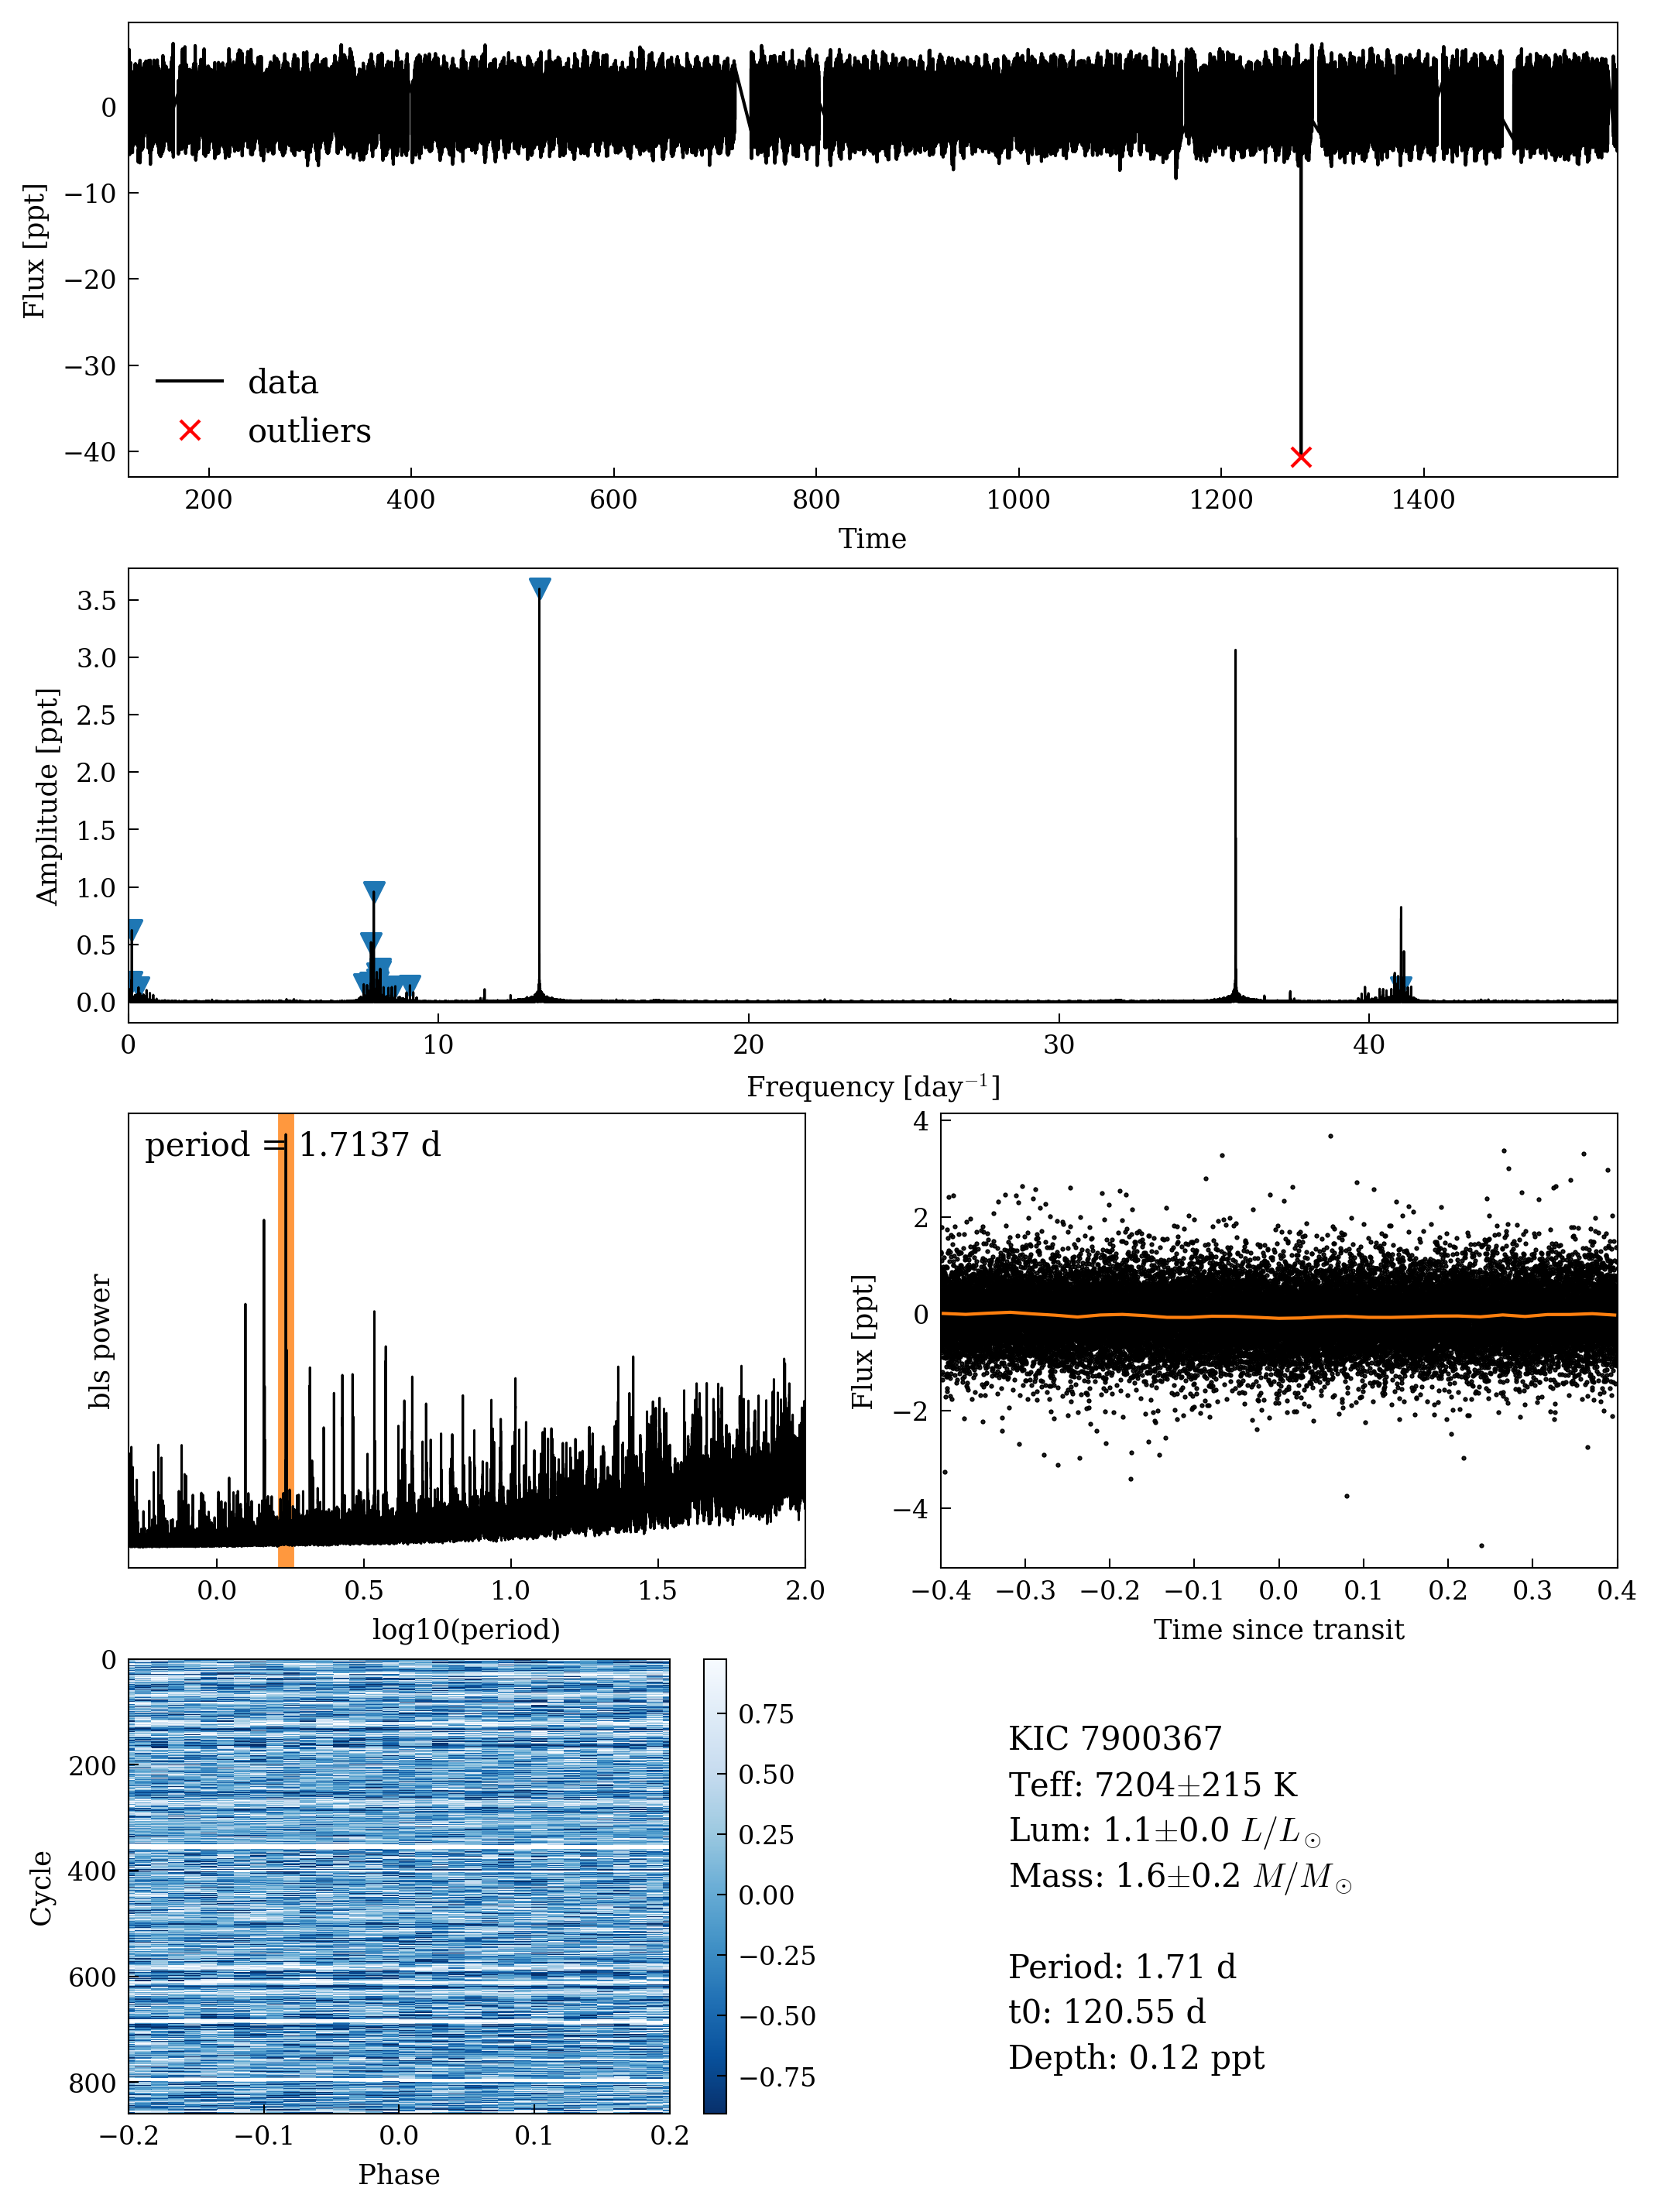 0
−10
−20
−30
−40
Flux [ppt]
data
outliers
200 400 600 800 1000 1200 1400
Time
3.5
3.0
2.5
2.0
1.5
1.0
0.5
0.0
Amplitude [ppt]
0 10 20 30 40
Frequency [day⁻¹]
period = 1.7137 d
bls power
0.0 0.5 1.0 1.5 2.0
log10(period)
4
2
0
−2
−4
Flux [ppt]
−0.4 −0.3 −0.2 −0.1 0.0 0.1 0.2 0.3 0.4
Time since transit
0
200
400
600
800
Cycle
−0.2 −0.1 0.0 0.1 0.2
Phase
0.75
0.50
0.25
0.00
−0.25
−0.50
−0.75
KIC 7900367
Teff: 7204±215 K
Lum: 1.1±0.0 L/L☉
Mass: 1.6±0.2 M/M☉
Period: 1.71 d
t0: 120.55 d
Depth: 0.12 ppt